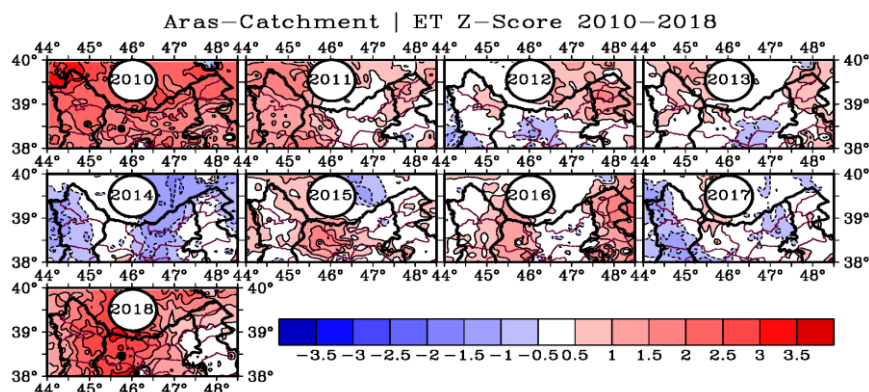 Aras-Catchment | ET Z-Score 2010-2018
44 45° 46° 47° 48° 44° 45° 46° 47° 48° 44° 45° 46° 47° 48° 44° 45° 46° 47° 48°
40° 2010 2011 2012 2013 40°
39° 39°
38° 38°
44° 45° 46° 47° 48° 44° 45° 46° 47° 48° 44° 45° 46° 47° 48° 44° 45° 46° 47° 48°
40° 2014 2015 2016 2017 40°
39° 39°
38° 38°
44° 45° 46° 47° 48° 44° 45° 46° 47° 48° 44° 45° 46° 47° 48° 44° 45° 46° 47° 48°
40° 2018 40°
39° 39°
38° 38°
44° 45° 46° 47° 48°
-3.5 -3 -2.5 -2 -1.5 -1 -0.5 0.5 1 1.5 2 2.5 3 3.5